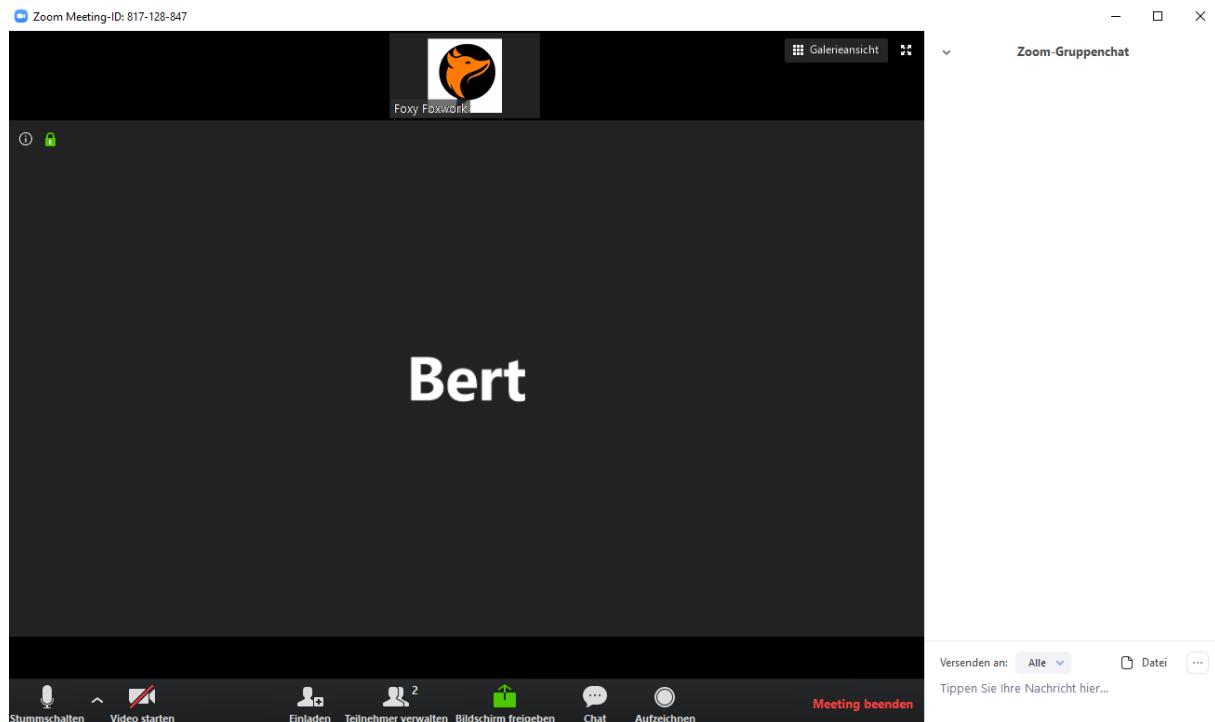 Zoom Meeting-ID: 817-128-847
Galerieansicht
Zoom-Gruppenchat
Foxy Foxwork
E
Bert
Versenden an: Alle Datei
Tippen Sie Ihre Nachricht hier...
2
Stummschalten Video starten Einladen Teilnehmer verwalten Bildschirm freigeben Chat Aufzeichnen Meeting beenden